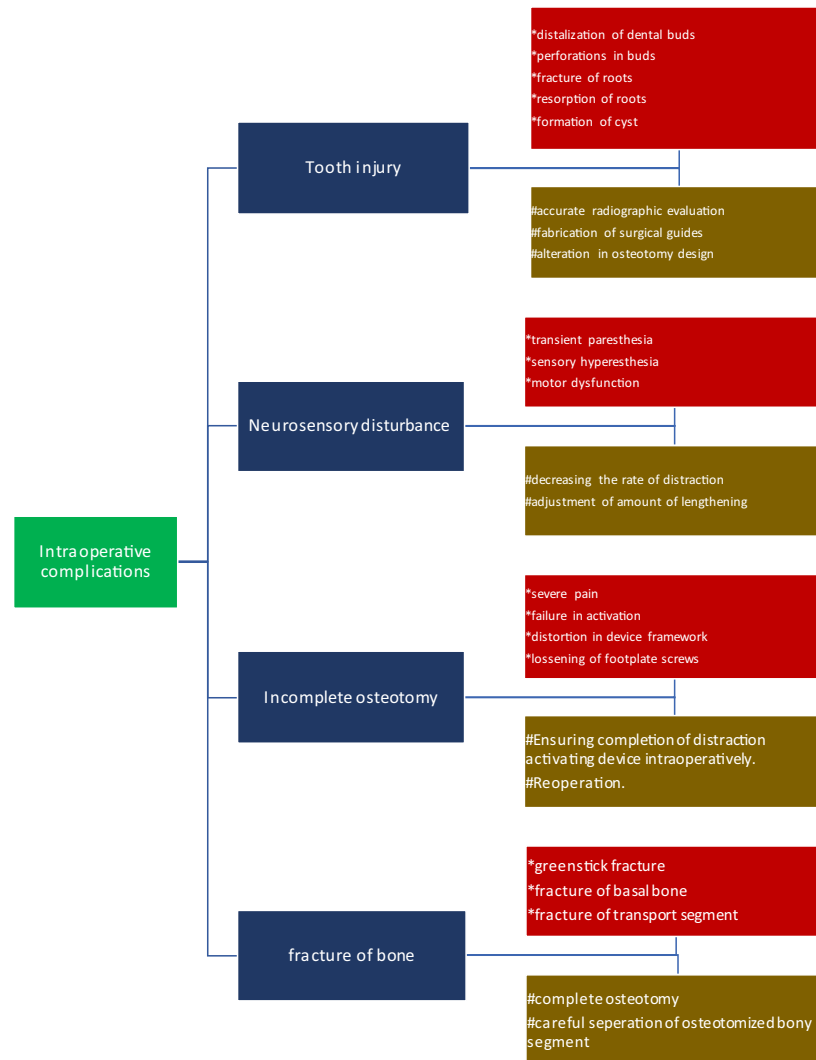 *distalization of dental buds
*perforations in buds
*fracture of roots
*resorption of roots
*formation of cyst
Tooth injury
#accurate radiographic evaluation
#fabrication of surgical guides
#alteration in osteotomy design
*transient paresthesia
*sensory hyperesthesia
*motor dysfunction
Neurosensory disturbance
#decreasing the rate of distraction
#adjustment of amount of lengthening
Intraoperative
complications
*severe pain
*failure in activation
*distortion in device framework
*lossening of footplate screws
Incomplete osteotomy
#Ensuring completion of distraction
activating device intraoperatively.
#Reoperation.
*greenstick fracture
*fracture of basal bone
*fracture of transport segment
fracture of bone
#complete osteotomy
#careful seperation of osteotomized bony
segment